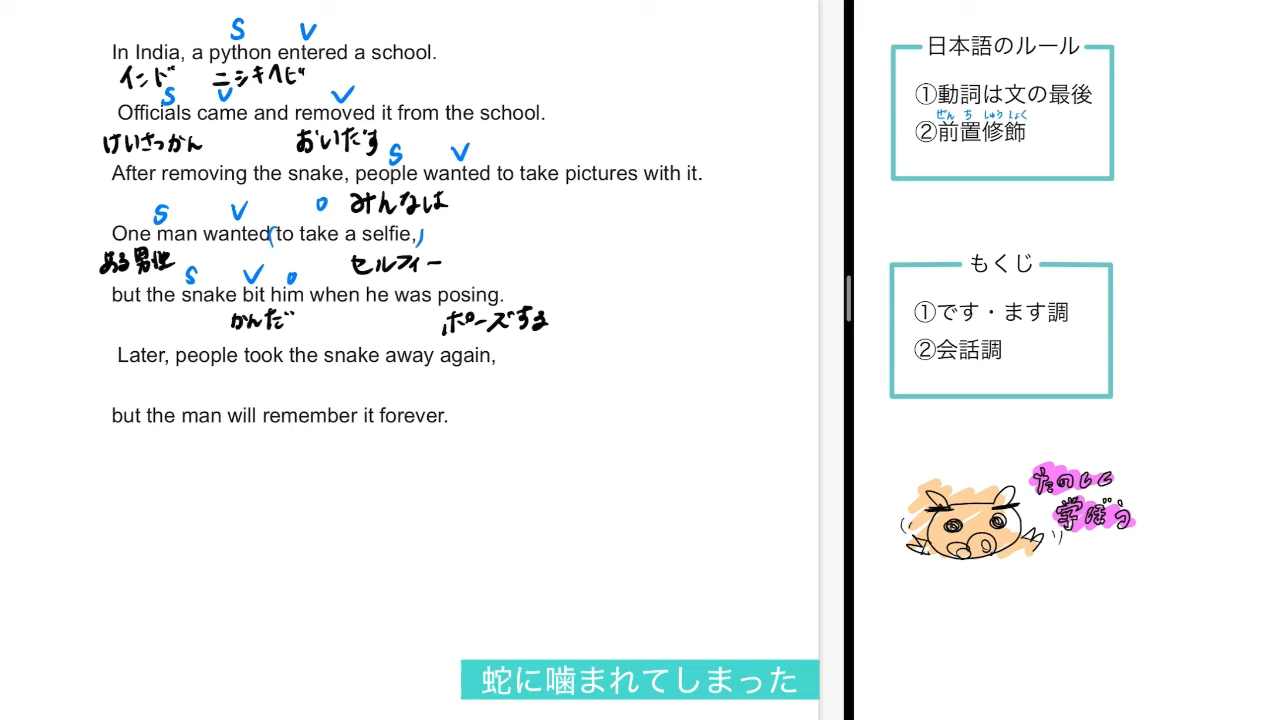 S V
In India, a python entered a school.
インド ニシキヘビ
S V V
Officials came and removed it from the school.
けいさつかん おいだす
S V
After removing the snake, people wanted to take pictures with it.
S V O みんなは
One man wanted (to take a selfie,)
ある男性 セルフィー
S V O
but the snake bit him when he was posing.
かんだ ポーズする
Later, people took the snake away again,
but the man will remember it forever.
蛇に噛まれてしまった
日本語のルール
①動詞は文の最後
ぜん ち しゅう しょく
②前置修飾
もくじ
①です・ます調
②会話調
たのしく
学ぼう